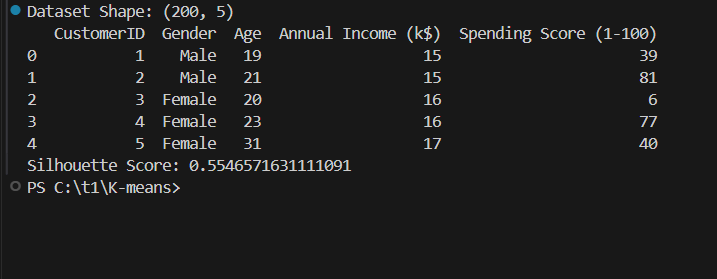 Dataset Shape: (200, 5)
CustomerID Gender Age Annual Income (k$) Spending Score (1-100)
0 1 Male 19 15 39
1 2 Male 21 15 81
2 3 Female 20 16 6
3 4 Female 23 16 77
4 5 Female 31 17 40
Silhouette Score: 0.5546571631111091
PS C:\t1\K-means>